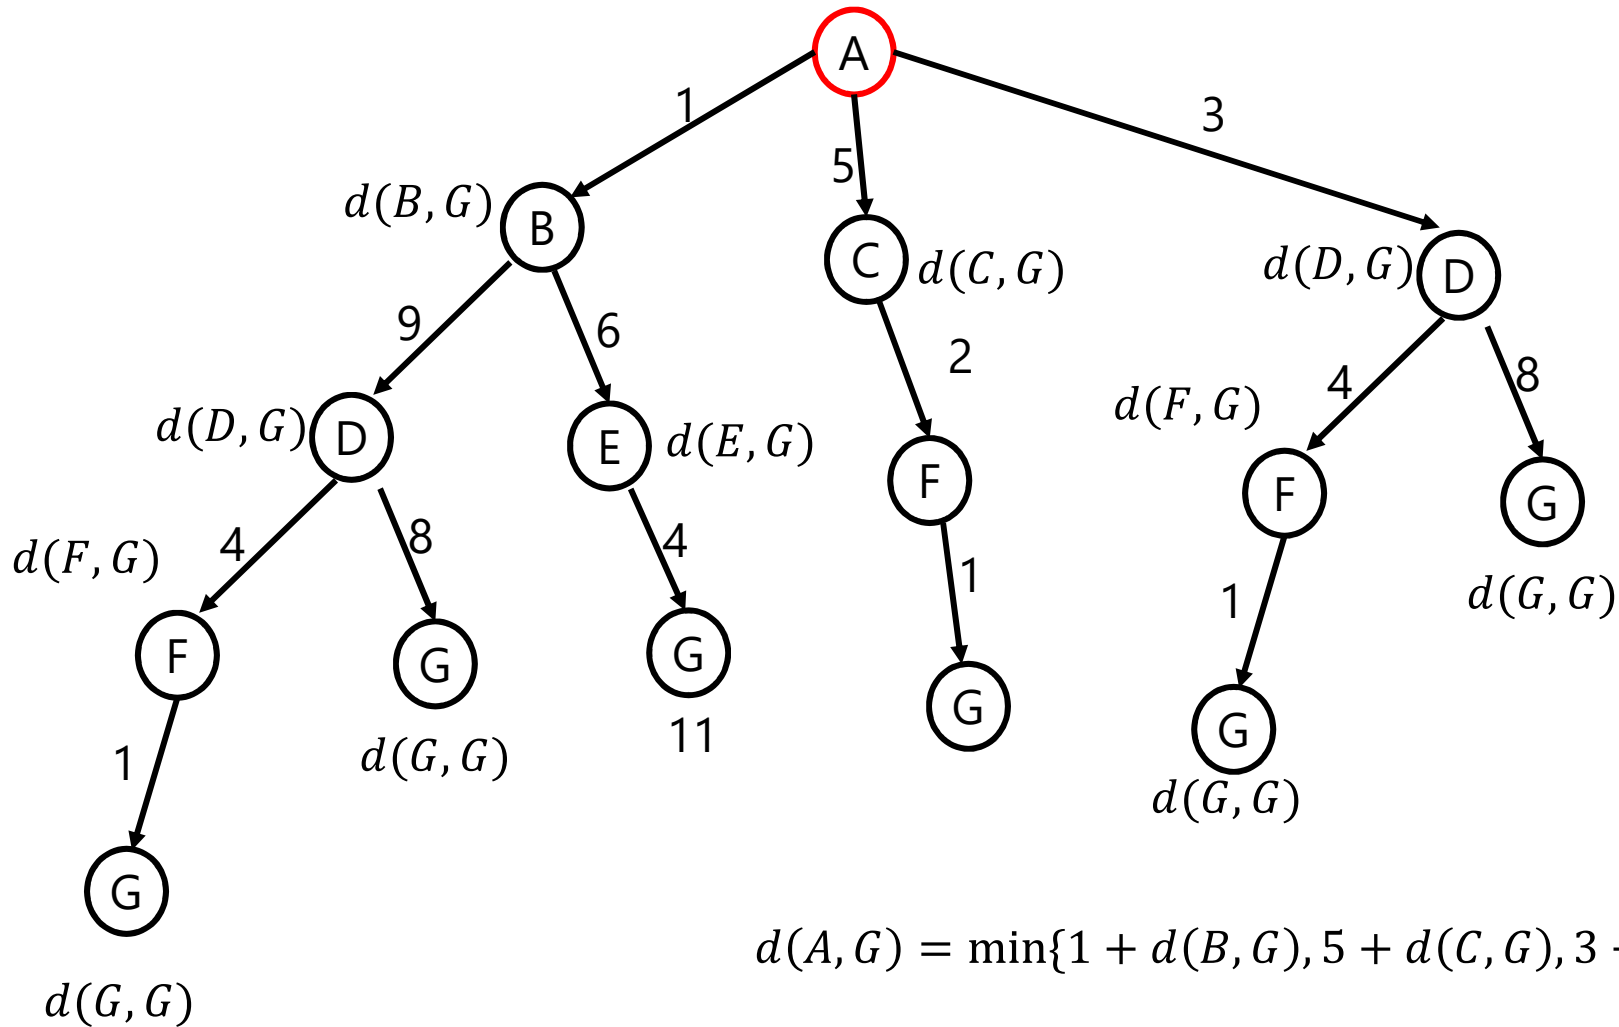 A
1
5
3
d(B, G)
B
C
d(C, G)
d(D, G)
D
9
6
2
4
8
d(D, G)
D
E
d(E, G)
F
d(F, G)
F
G
d(F, G)
4
8
4
1
1
d(G, G)
F
G
G
G
G
d(G, G)
11
d(G, G)
1
G
d(A, G) = min{1 + d(B, G), 5 + d(C, G), 3
d(G, G)